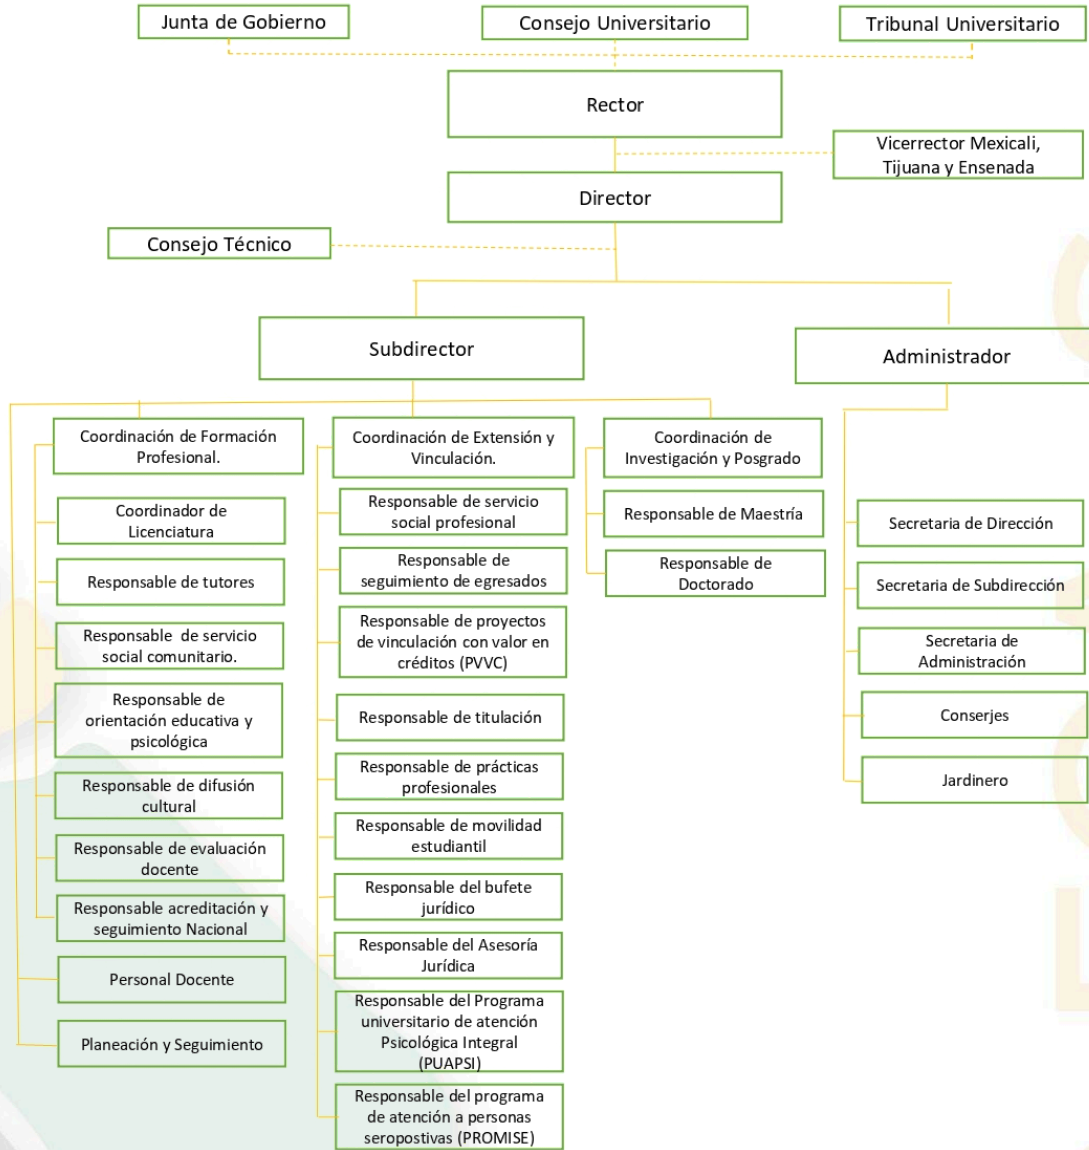 Junta de Gobierno
Consejo Universitario
Tribunal Universitario
Rector
Vicerrector Mexicali,
Tijuana y Ensenada
Director
Consejo Técnico
Subdirector
Administrador
Coordinación de Formación
Profesional.
Coordinador de
Licenciatura
Responsable de tutores
Responsable de servicio
social comunitario.
Responsable de
orientación educativa y
psicológica
Responsable de difusión
cultural
Responsable de evaluación
docente
Responsable acreditación y
seguimiento Nacional
Personal Docente
Planeación y Seguimiento
Coordinación de Extensión y
Vinculación.
Responsable de servicio
social profesional
Responsable de
seguimiento de egresados
Responsable de proyectos
de vinculación con valor en
créditos (PVVC)
Responsable de titulación
Responsable de prácticas
profesionales
Responsable de movilidad
estudiantil
Responsable del bufete
jurídico
Responsable del Asesoría
Jurídica
Responsable del Programa
universitario de atención
Psicológica Integral
(PUAPSI)
Responsable del programa
de atención a personas
seropostivas (PROMISE)
Coordinación de
Investigación y Posgrado
Responsable de Maestría
Responsable de
Doctorado
Secretaria de Dirección
Secretaria de Subdirección
Secretaria de
Administración
Conserjes
Jardinero